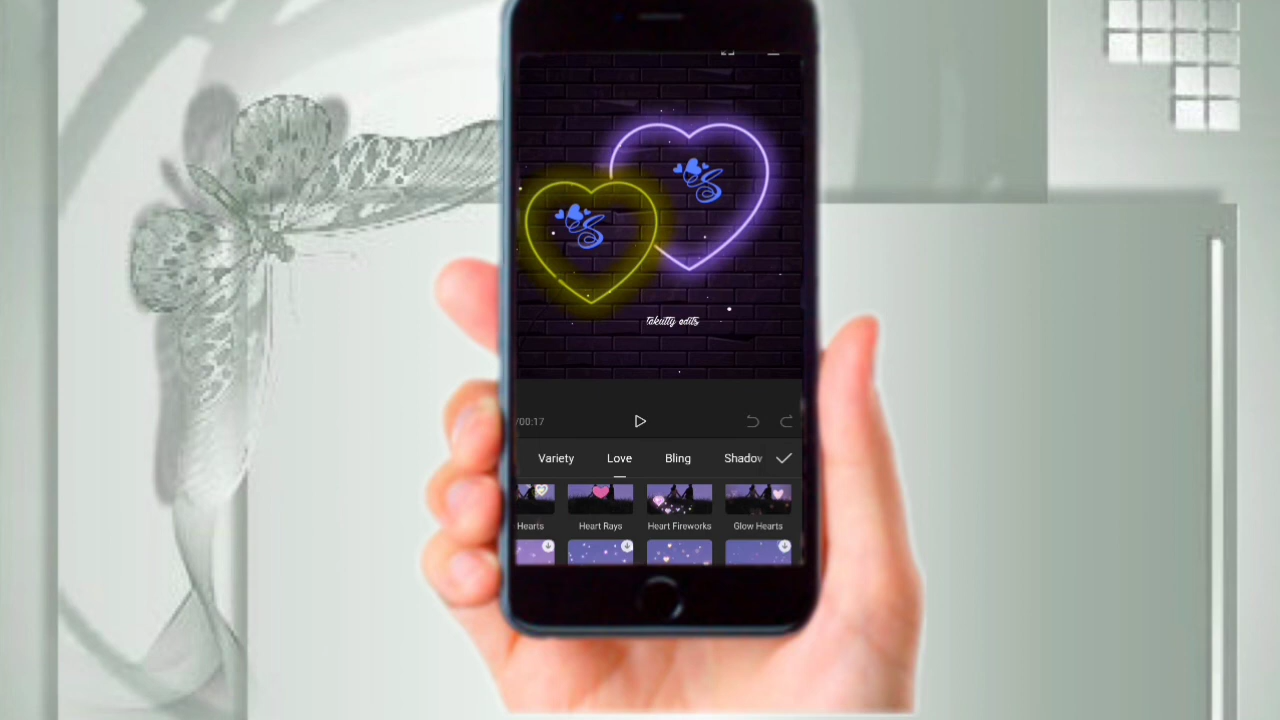 S
S
takutty edits
/00:17
Variety Love Bling Shadov
Hearts Heart Rays Heart Fireworks Glow Hearts